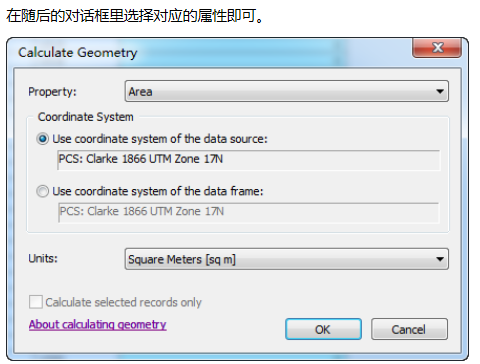 在随后的对话框里选择对应的属性即可。
Calculate Geometry
Property:
Area
Coordinate System
Use coordinate system of the data source:
PCS: Clarke 1866 UTM Zone 17N
Use coordinate system of the data frame:
PCS: Clarke 1866 UTM Zone 17N
Units:
Square Meters [sq m]
Calculate selected records only
About calculating geometry
OK
Cancel